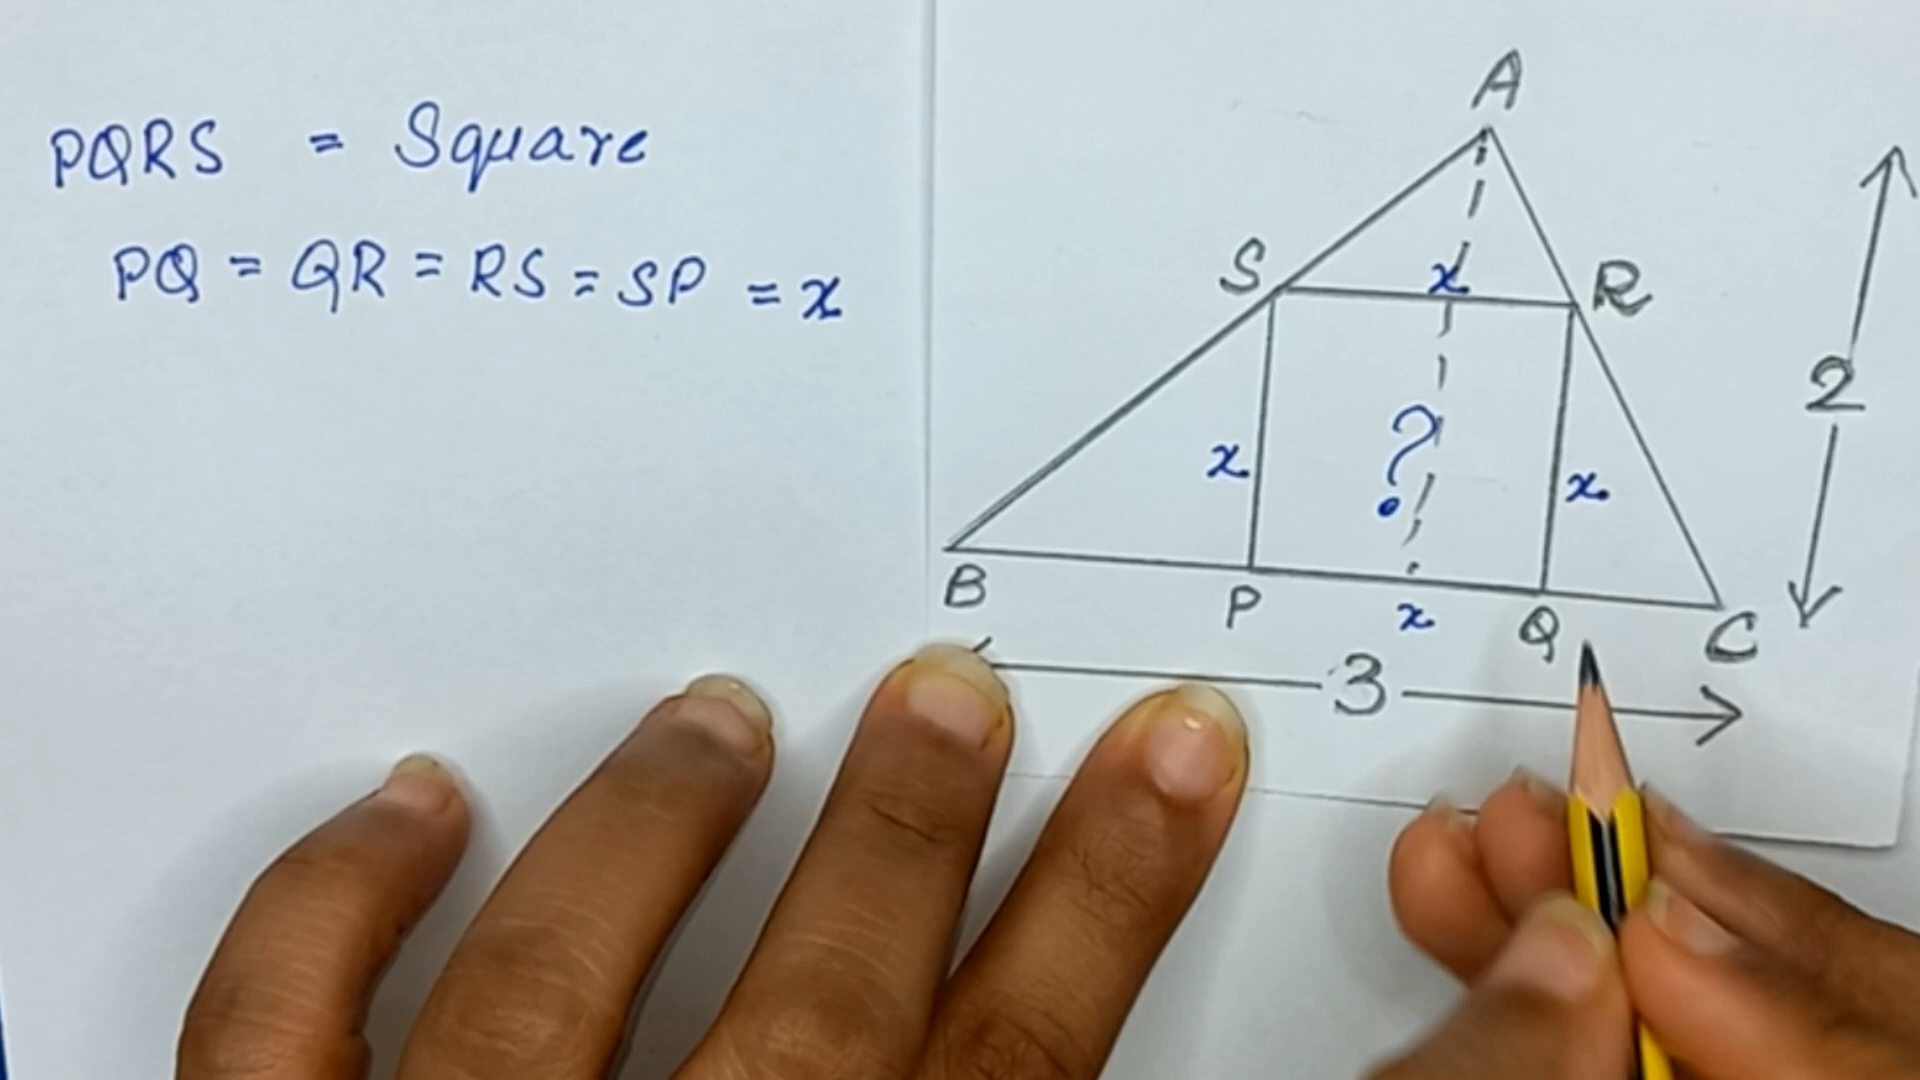 PQRS = Square
PQ = QR = RS = SP = x
A
S x R
2
x ? x
B P x Q C
3